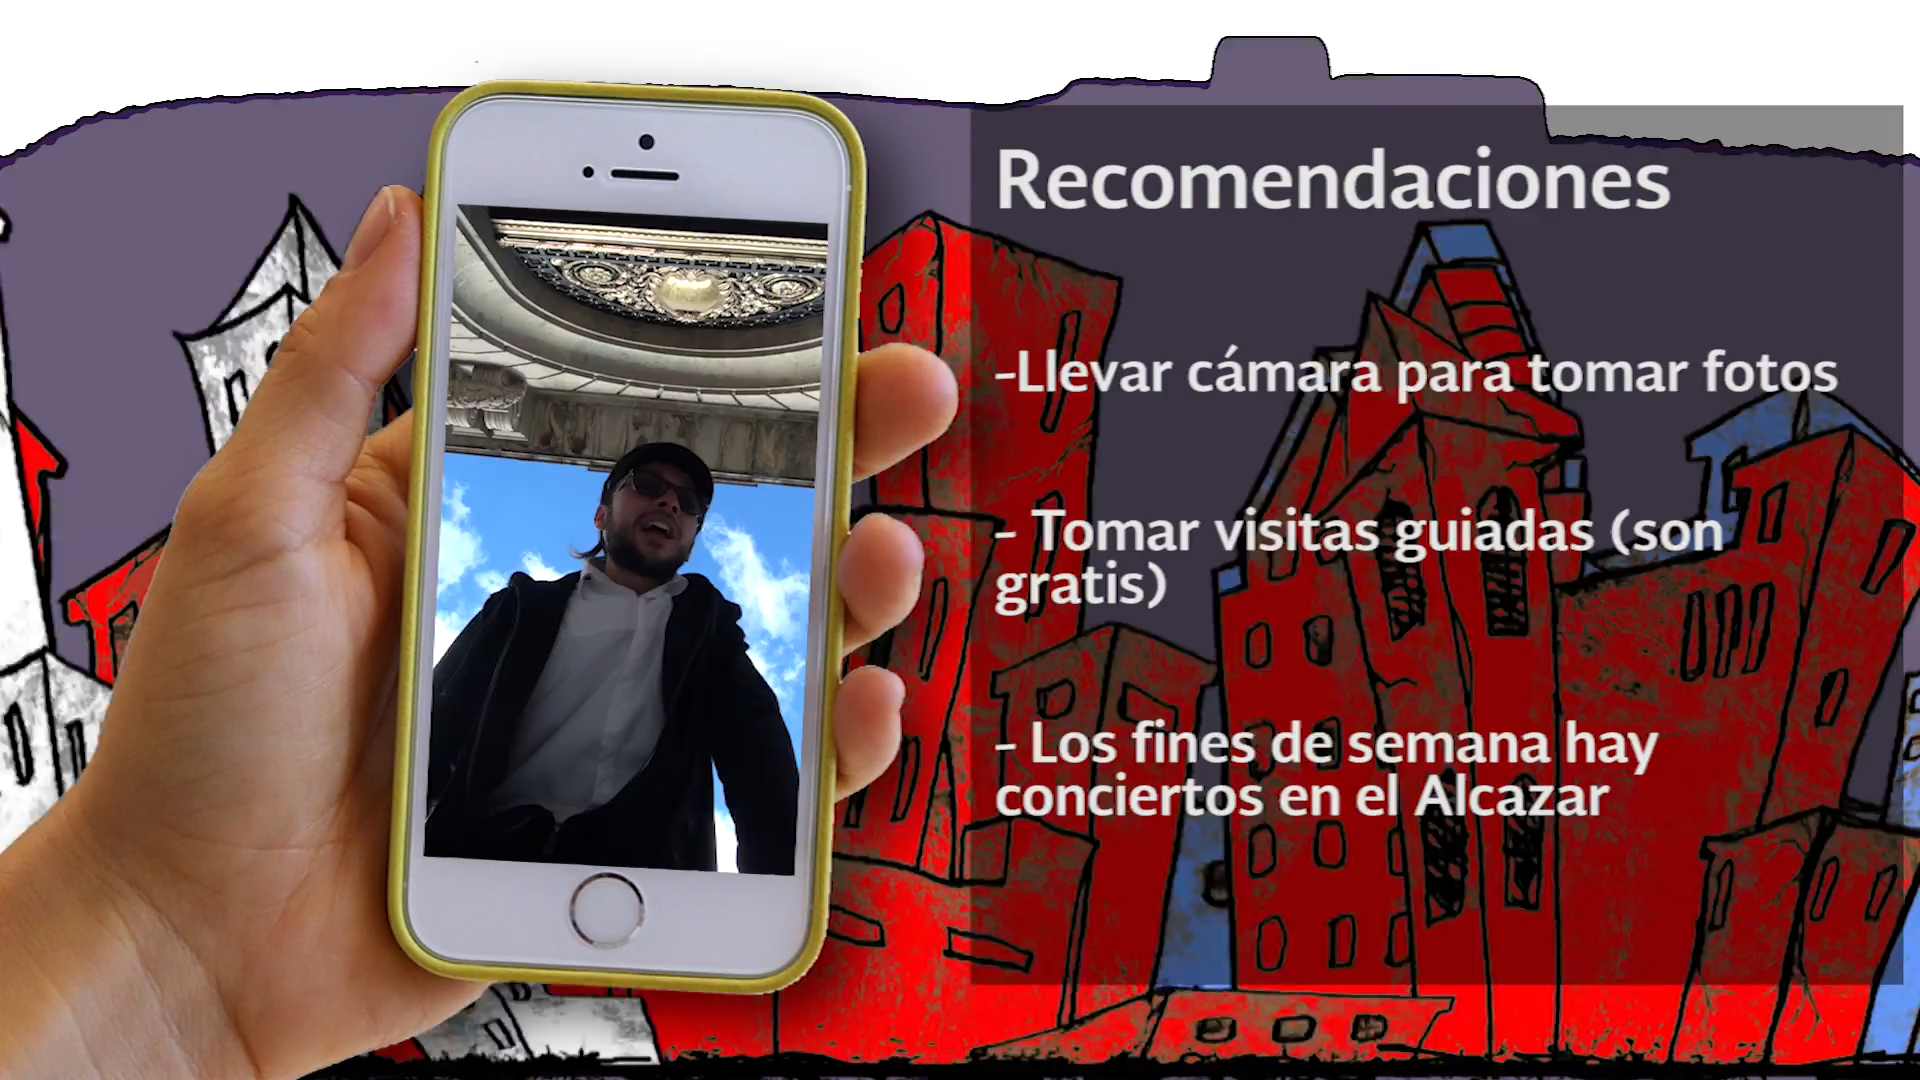 Recomendaciones
-Llevar cámara para tomar fotos
- Tomar visitas guiadas (son
gratis)
- Los fines de semana hay
conciertos en el Alcazar